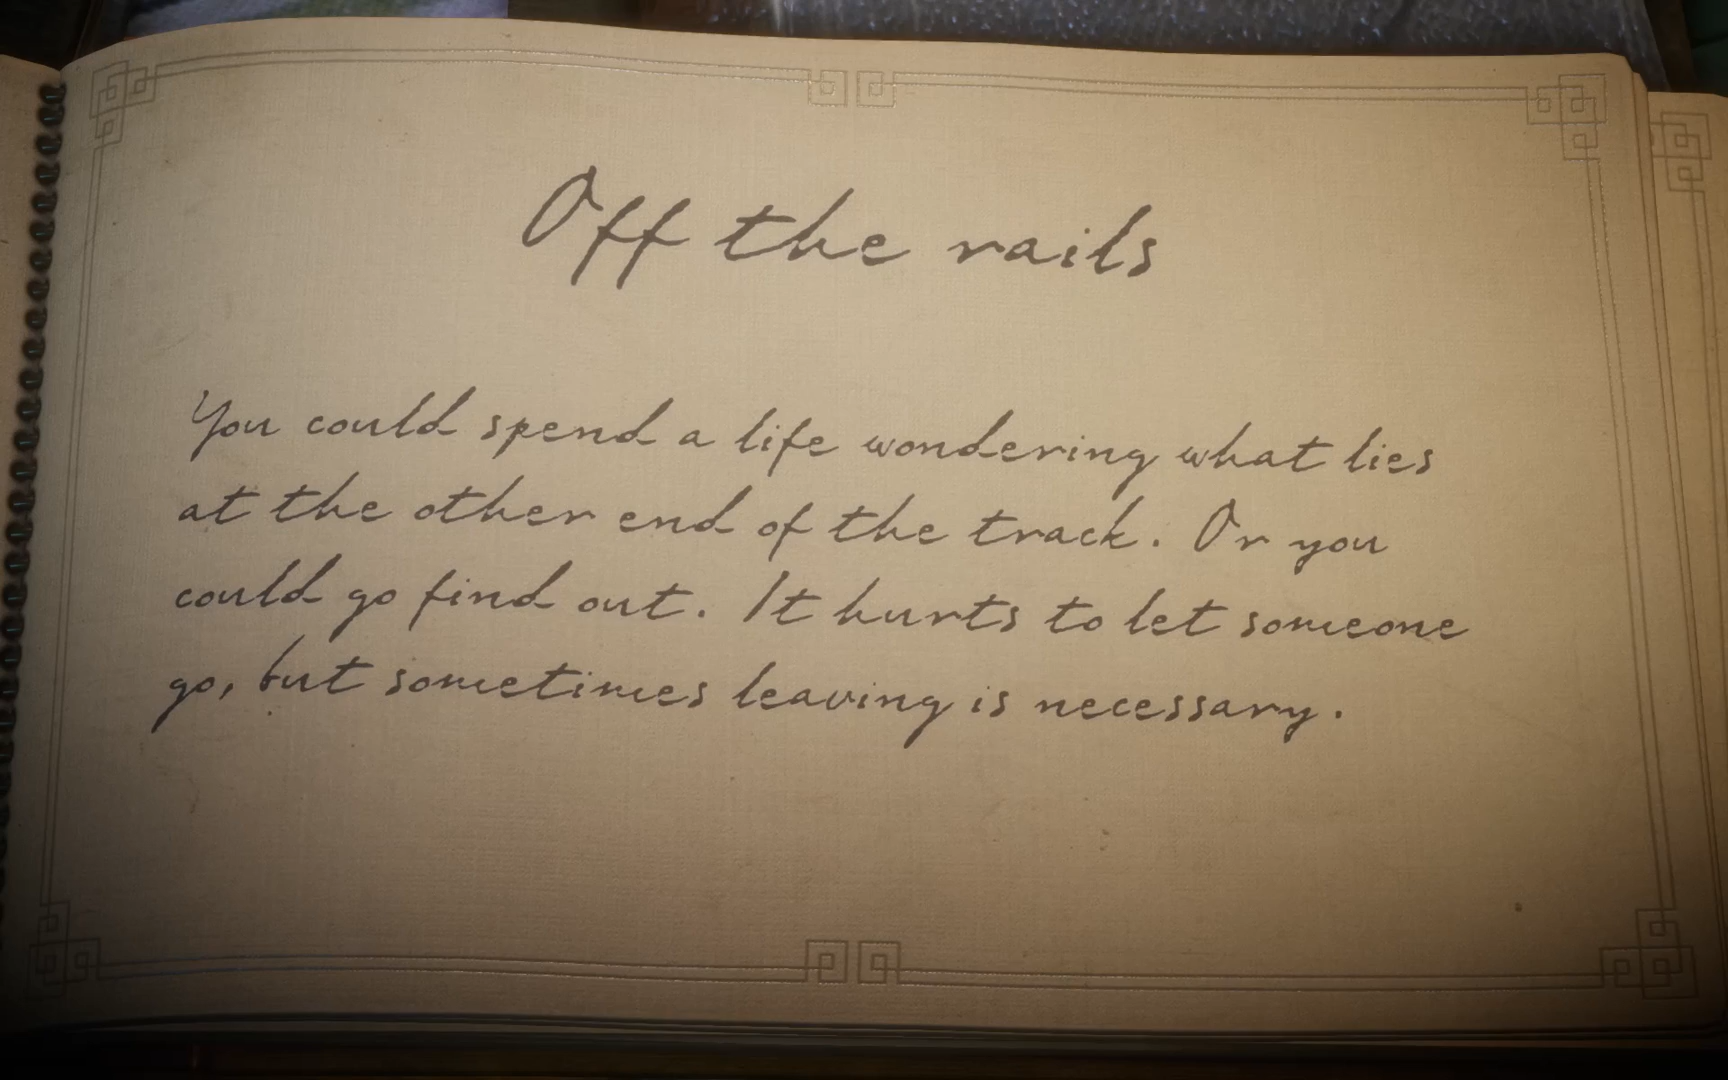 Off the rails
You could spend a life wondering what lies
at the other end of the track. Or you
could go find out. It hurts to let someone
go, but sometimes leaving is necessary.